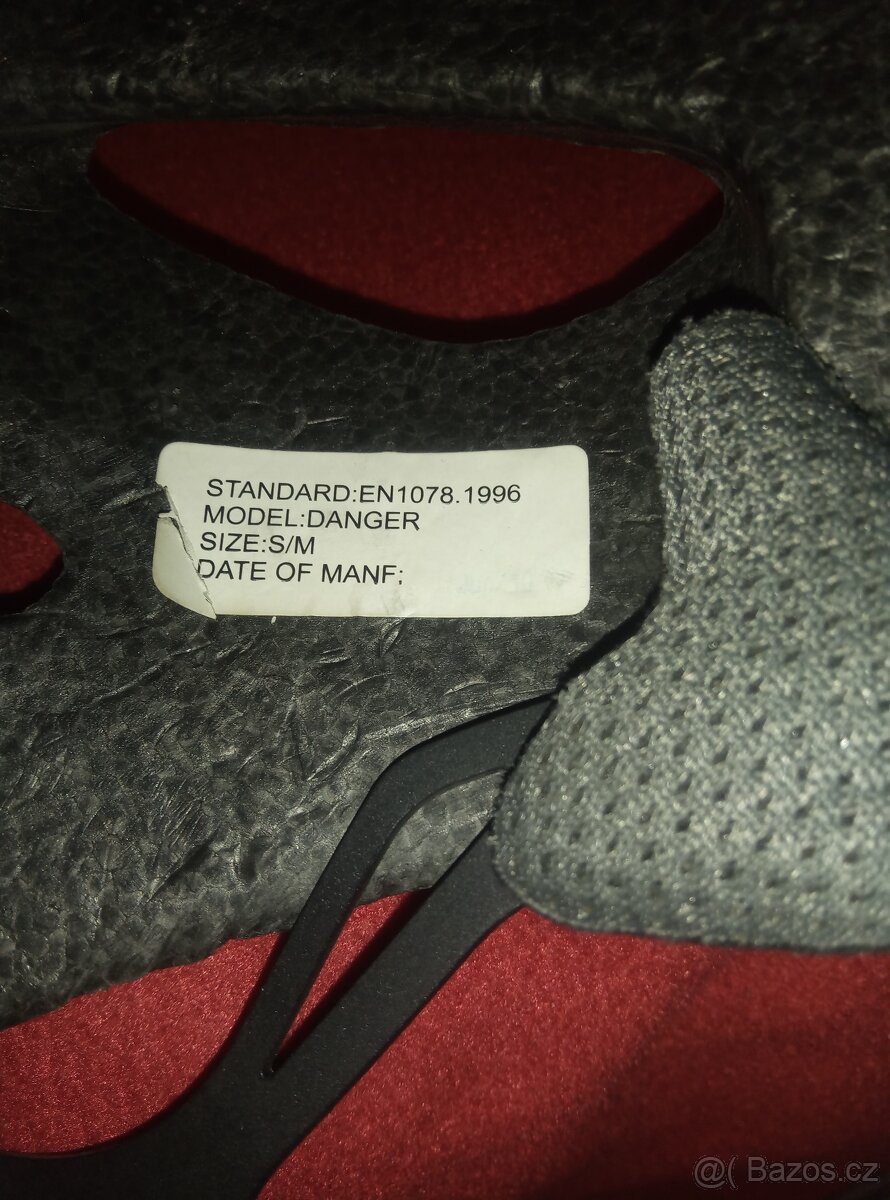 STANDARD:EN1078.1996
MODEL:DANGER
SIZE:S/M
DATE OF MANF;
@( Bazos.cz